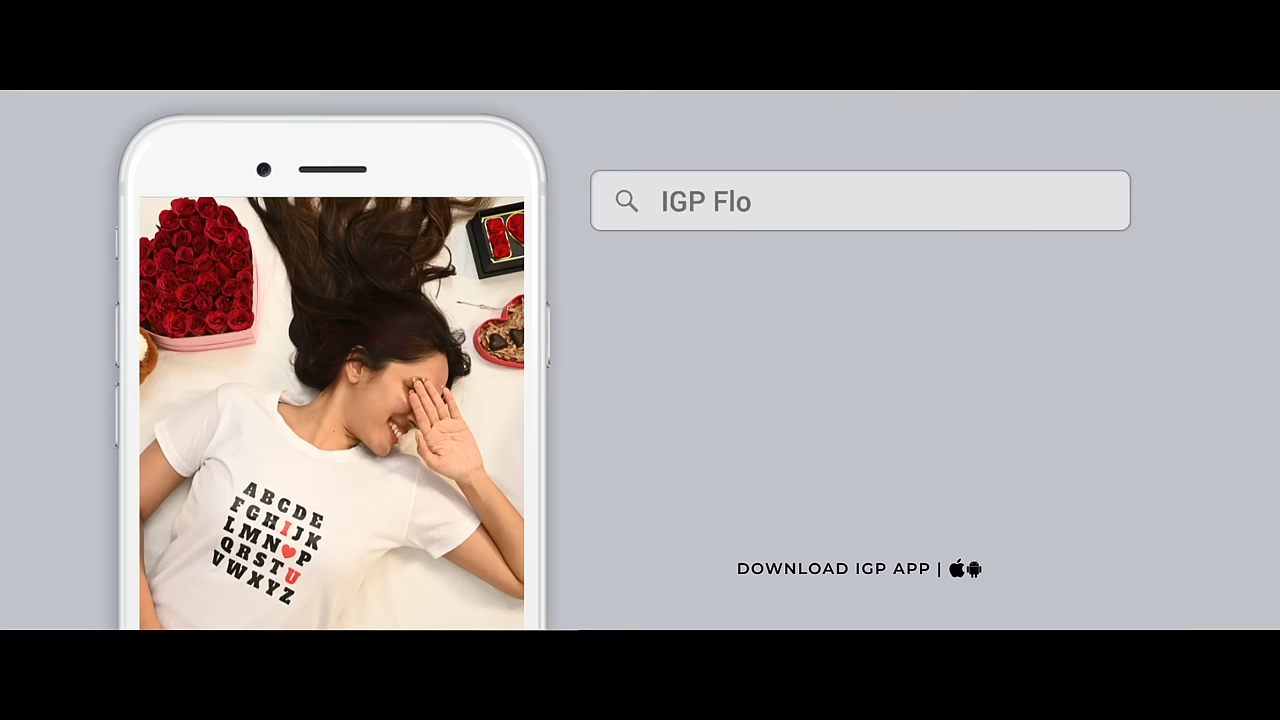 IGP Flo
ABCDE
FGHIJK
LMN♥P
QRSTU
VWXYZ
DOWNLOAD IGP APP |